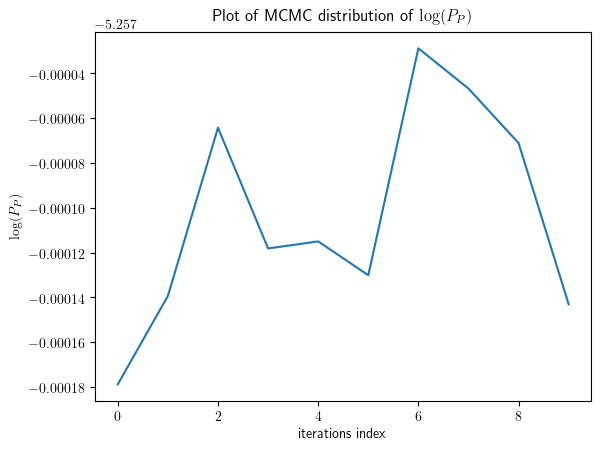 Plot of MCMC distribution of log(P_P)
−5.257
−0.00004
−0.00006
−0.00008
−0.00010
−0.00012
−0.00014
−0.00016
−0.00018
log(P_P)
0 2 4 6 8
iterations index